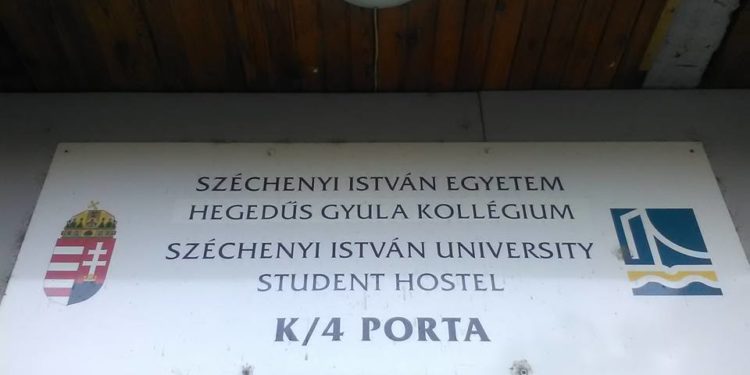 SZÉCHENYI ISTVÁN EGYETEM
HEGEDŰS GYULA KOLLÉGIUM
SZÉCHENYI ISTVÁN UNIVERSITY
STUDENT HOSTEL
K/4 PORTA